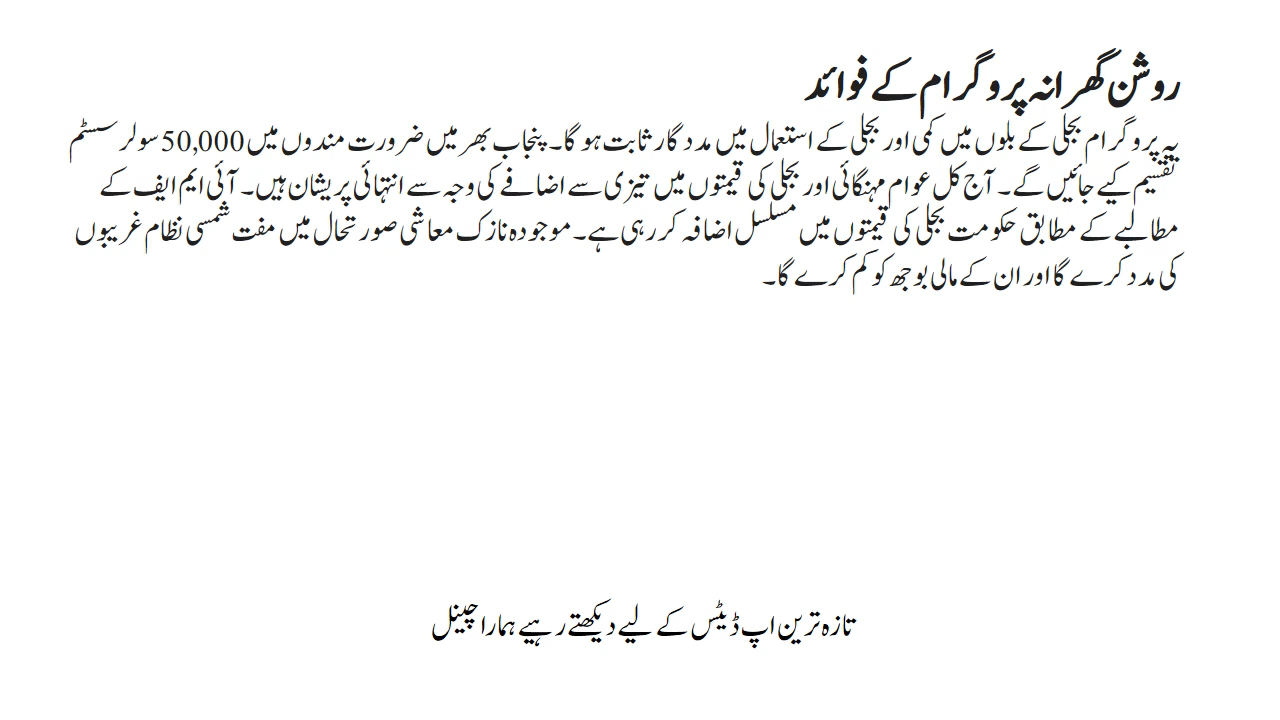 روشن گھرانہ پروگرام کے فوائد
یہ پروگرام بجلی کے بلوں میں کمی اور بجلی کے استعمال میں مددگار ثابت ہو گا۔ پنجاب بھر میں ضرورت مندوں میں 50,000 سولر سسٹم
تقسیم کیے جائیں گے۔ آج کل عوام مہنگائی اور بجلی کی قیمتوں میں تیزی سے اضافے کی وجہ سے انتہائی پریشان ہیں۔ آئی ایم ایف کے
مطالبے کے مطابق حکومت بجلی کی قیمتوں میں مسلسل اضافہ کر رہی ہے۔ موجودہ نازک معاشی صورتحال میں مفت شمسی نظام غریبوں
کی مدد کرے گا اور ان کے مالی بوجھ کو کم کرے گا۔
تازہ ترین اپ ڈیٹس کے لیے دیکھتے رہیے ہمارا چینل